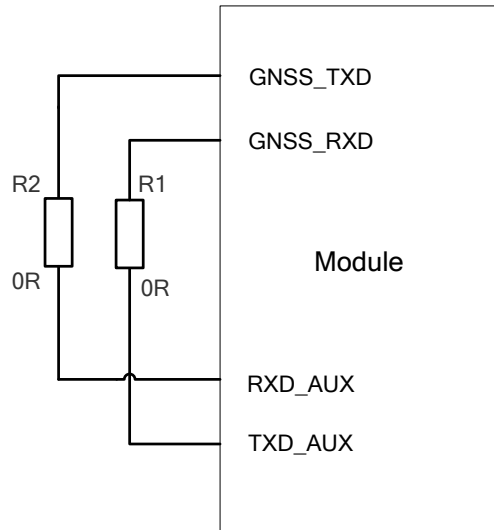 GNSS_TXD
GNSS_RXD
R2
R1
Module
0R
0R
RXD_AUX
TXD_AUX